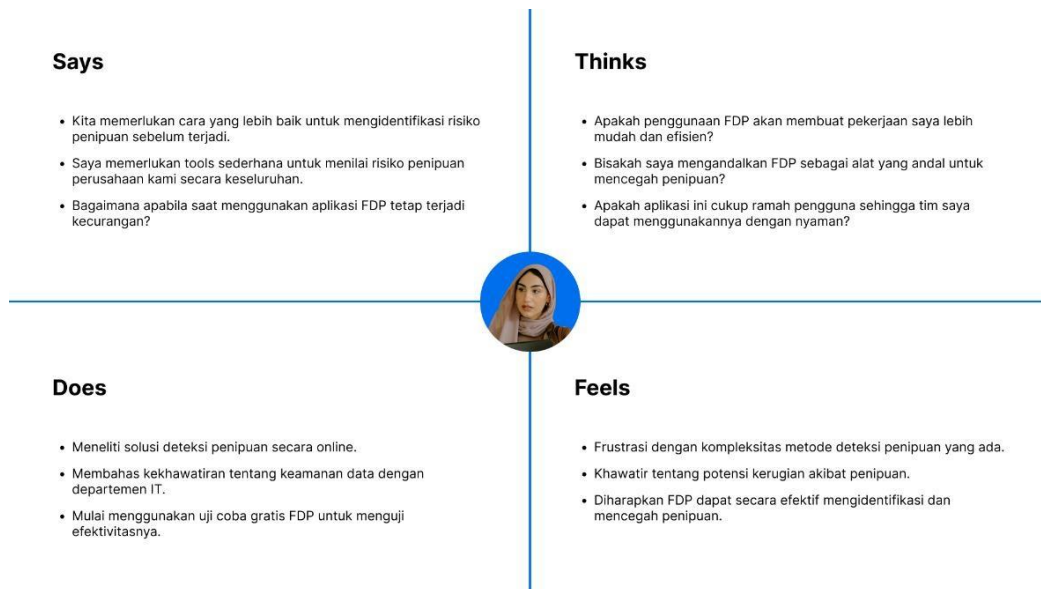 Says
• Kita memerlukan cara yang lebih baik untuk mengidentifikasi risiko
penipuan sebelum terjadi.
• Saya memerlukan tools sederhana untuk menilai risiko penipuan
perusahaan kami secara keseluruhan.
• Bagaimana apabila saat menggunakan aplikasi FDP tetap terjadi
kecurangan?
Thinks
• Apakah penggunaan FDP akan membuat pekerjaan saya lebih
mudah dan efisien?
• Bisakah saya mengandalkan FDP sebagai alat yang andal untuk
mencegah penipuan?
• Apakah aplikasi ini cukup ramah pengguna sehingga tim saya
dapat menggunakannya dengan nyaman?
Does
• Meneliti solusi deteksi penipuan secara online.
• Membahas kekhawatiran tentang keamanan data dengan
departemen IT.
• Mulai menggunakan uji coba gratis FDP untuk menguji
efektivitasnya.
Feels
• Frustrasi dengan kompleksitas metode deteksi penipuan yang ada.
• Khawatir tentang potensi kerugian akibat penipuan.
• Diharapkan FDP dapat secara efektif mengidentifikasi dan
mencegah penipuan.